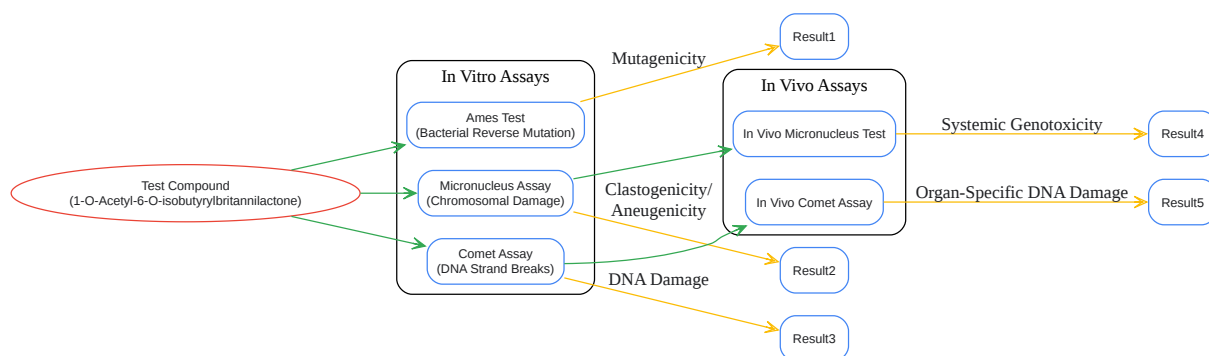 Test Compound
(1-O-Acetyl-6-O-isobutyrylbritannilactone)
In Vitro Assays
Ames Test
(Bacterial Reverse Mutation)
Micronucleus Assay
(Chromosomal Damage)
Comet Assay
(DNA Strand Breaks)
Mutagenicity
Clastogenicity/
Aneugenicity
DNA Damage
Result1
In Vivo Assays
In Vivo Micronucleus Test
In Vivo Comet Assay
Result2
Result3
Systemic Genotoxicity
Organ-Specific DNA Damage
Result4
Result5